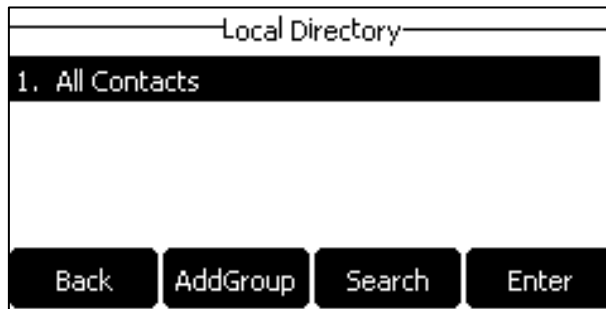 Local Directory
1. All Contacts
Back AddGroup Search Enter